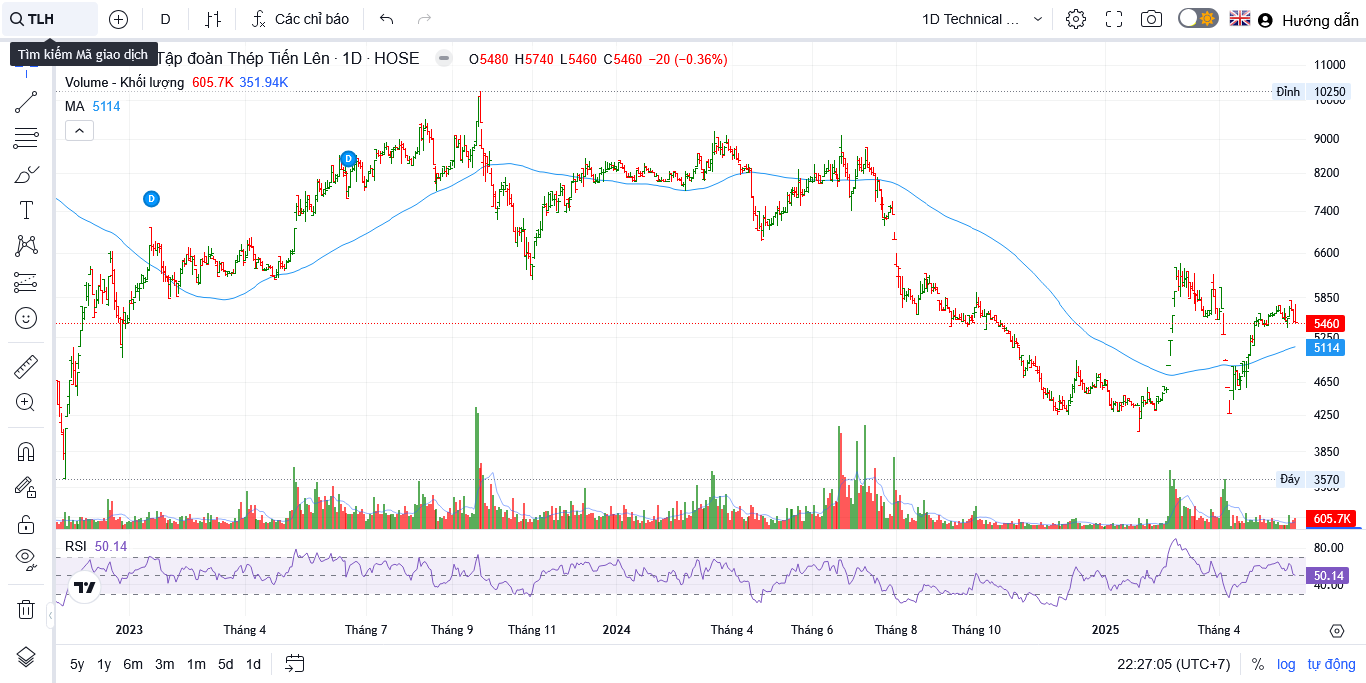 TLH
D
Các chỉ báo
1D Technical ...
Hướng dẫn
Tìm kiếm Mã giao dịch
Tập đoàn Thép Tiến Lên · 1D · HOSE
O5480 H5740 L5460 C5460 −20 (−0.36%)
Volume - Khối lượng 605.7K 351.94K
MA 5114
11000
Đỉnh 10250
10000
9000
8200
7400
6600
5850
5460
5250
5114
4650
4250
3850
Đáy 3570
3500
605.7K
D
D
RSI 50.14
80.00
50.14
40.00
2023 Tháng 4 Tháng 7 Tháng 9 Tháng 11 2024 Tháng 4 Tháng 6 Tháng 8 Tháng 10 2025 Tháng 4
5y 1y 6m 3m 1m 5d 1d
22:27:05 (UTC+7) % log tự động